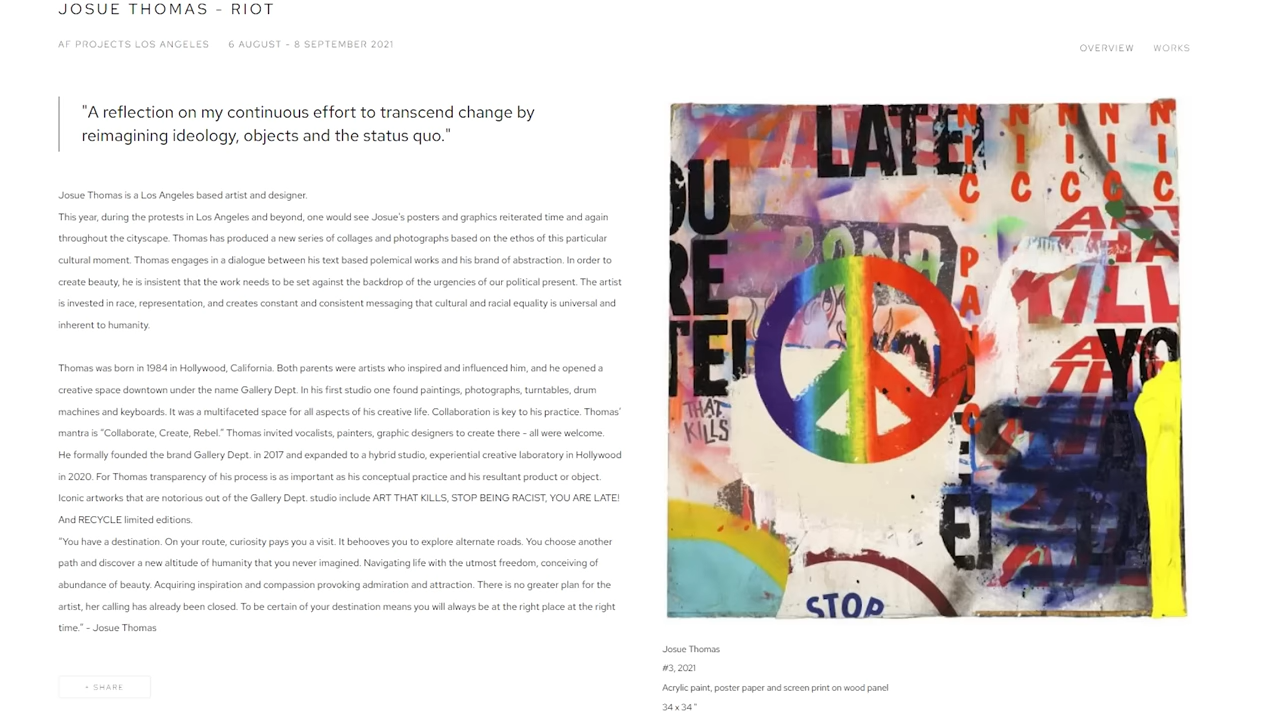 JOSUE THOMAS - RIOT
AF PROJECTS LOS ANGELES 6 AUGUST - 8 SEPTEMBER 2021
OVERVIEW WORKS
"A reflection on my continuous effort to transcend change by
reimagining ideology, objects and the status quo."
Josue Thomas is a Los Angeles based artist and designer.
This year, during the protests in Los Angeles and beyond, one would see Josue's posters and graphics reiterated time and again
throughout the cityscape. Thomas has produced a new series of collages and photographs based on the ethos of this particular
cultural moment. Thomas engages in a dialogue between his text based polemical works and his brand of abstraction. In order to
create beauty, he is insistent that the work needs to be set against the backdrop of the urgencies of our political present. The artist
is invested in race, representation, and creates constant and consistent messaging that cultural and racial equality is universal and
inherent to humanity.
Thomas was born in 1984 in Hollywood, California. Both parents were artists who inspired and influenced him, and he opened a
creative space downtown under the name Gallery Dept. In his first studio one found paintings, photographs, turntables, drum
machines and keyboards. It was a multifaceted space for all aspects of his creative life. Collaboration is key to his practice. Thomas'
mantra is "Collaborate, Create, Rebel." Thomas invited vocalists, painters, graphic designers to create there - all were welcome.
He formally founded the brand Gallery Dept. in 2017 and expanded to a hybrid studio, experiential creative laboratory in Hollywood
in 2020. For Thomas transparency of his process is as important as his conceptual practice and his resultant product or object.
Iconic artworks that are notorious out of the Gallery Dept. studio include ART THAT KILLS, STOP BEING RACIST, YOU ARE LATE!
And RECYCLE limited editions.
"You have a destination. On your route, curiosity pays you a visit. It behooves you to explore alternate roads. You choose another
path and discover a new altitude of humanity that you never imagined. Navigating life with the utmost freedom, conceiving of
abundance of beauty. Acquiring inspiration and compassion provoking admiration and attraction. There is no greater plan for the
artist, her calling has already been closed. To be certain of your destination means you will always be at the right place at the right
time." - Josue Thomas
+ SHARE
LATE!
NIC NIC NIC NIC NIC
OU
RE
TE!
PANIC
ART
THA
KILL
YO
THAT
KILLS
STOP
Josue Thomas
#3, 2021
Acrylic paint, poster paper and screen print on wood panel
34 x 34 "